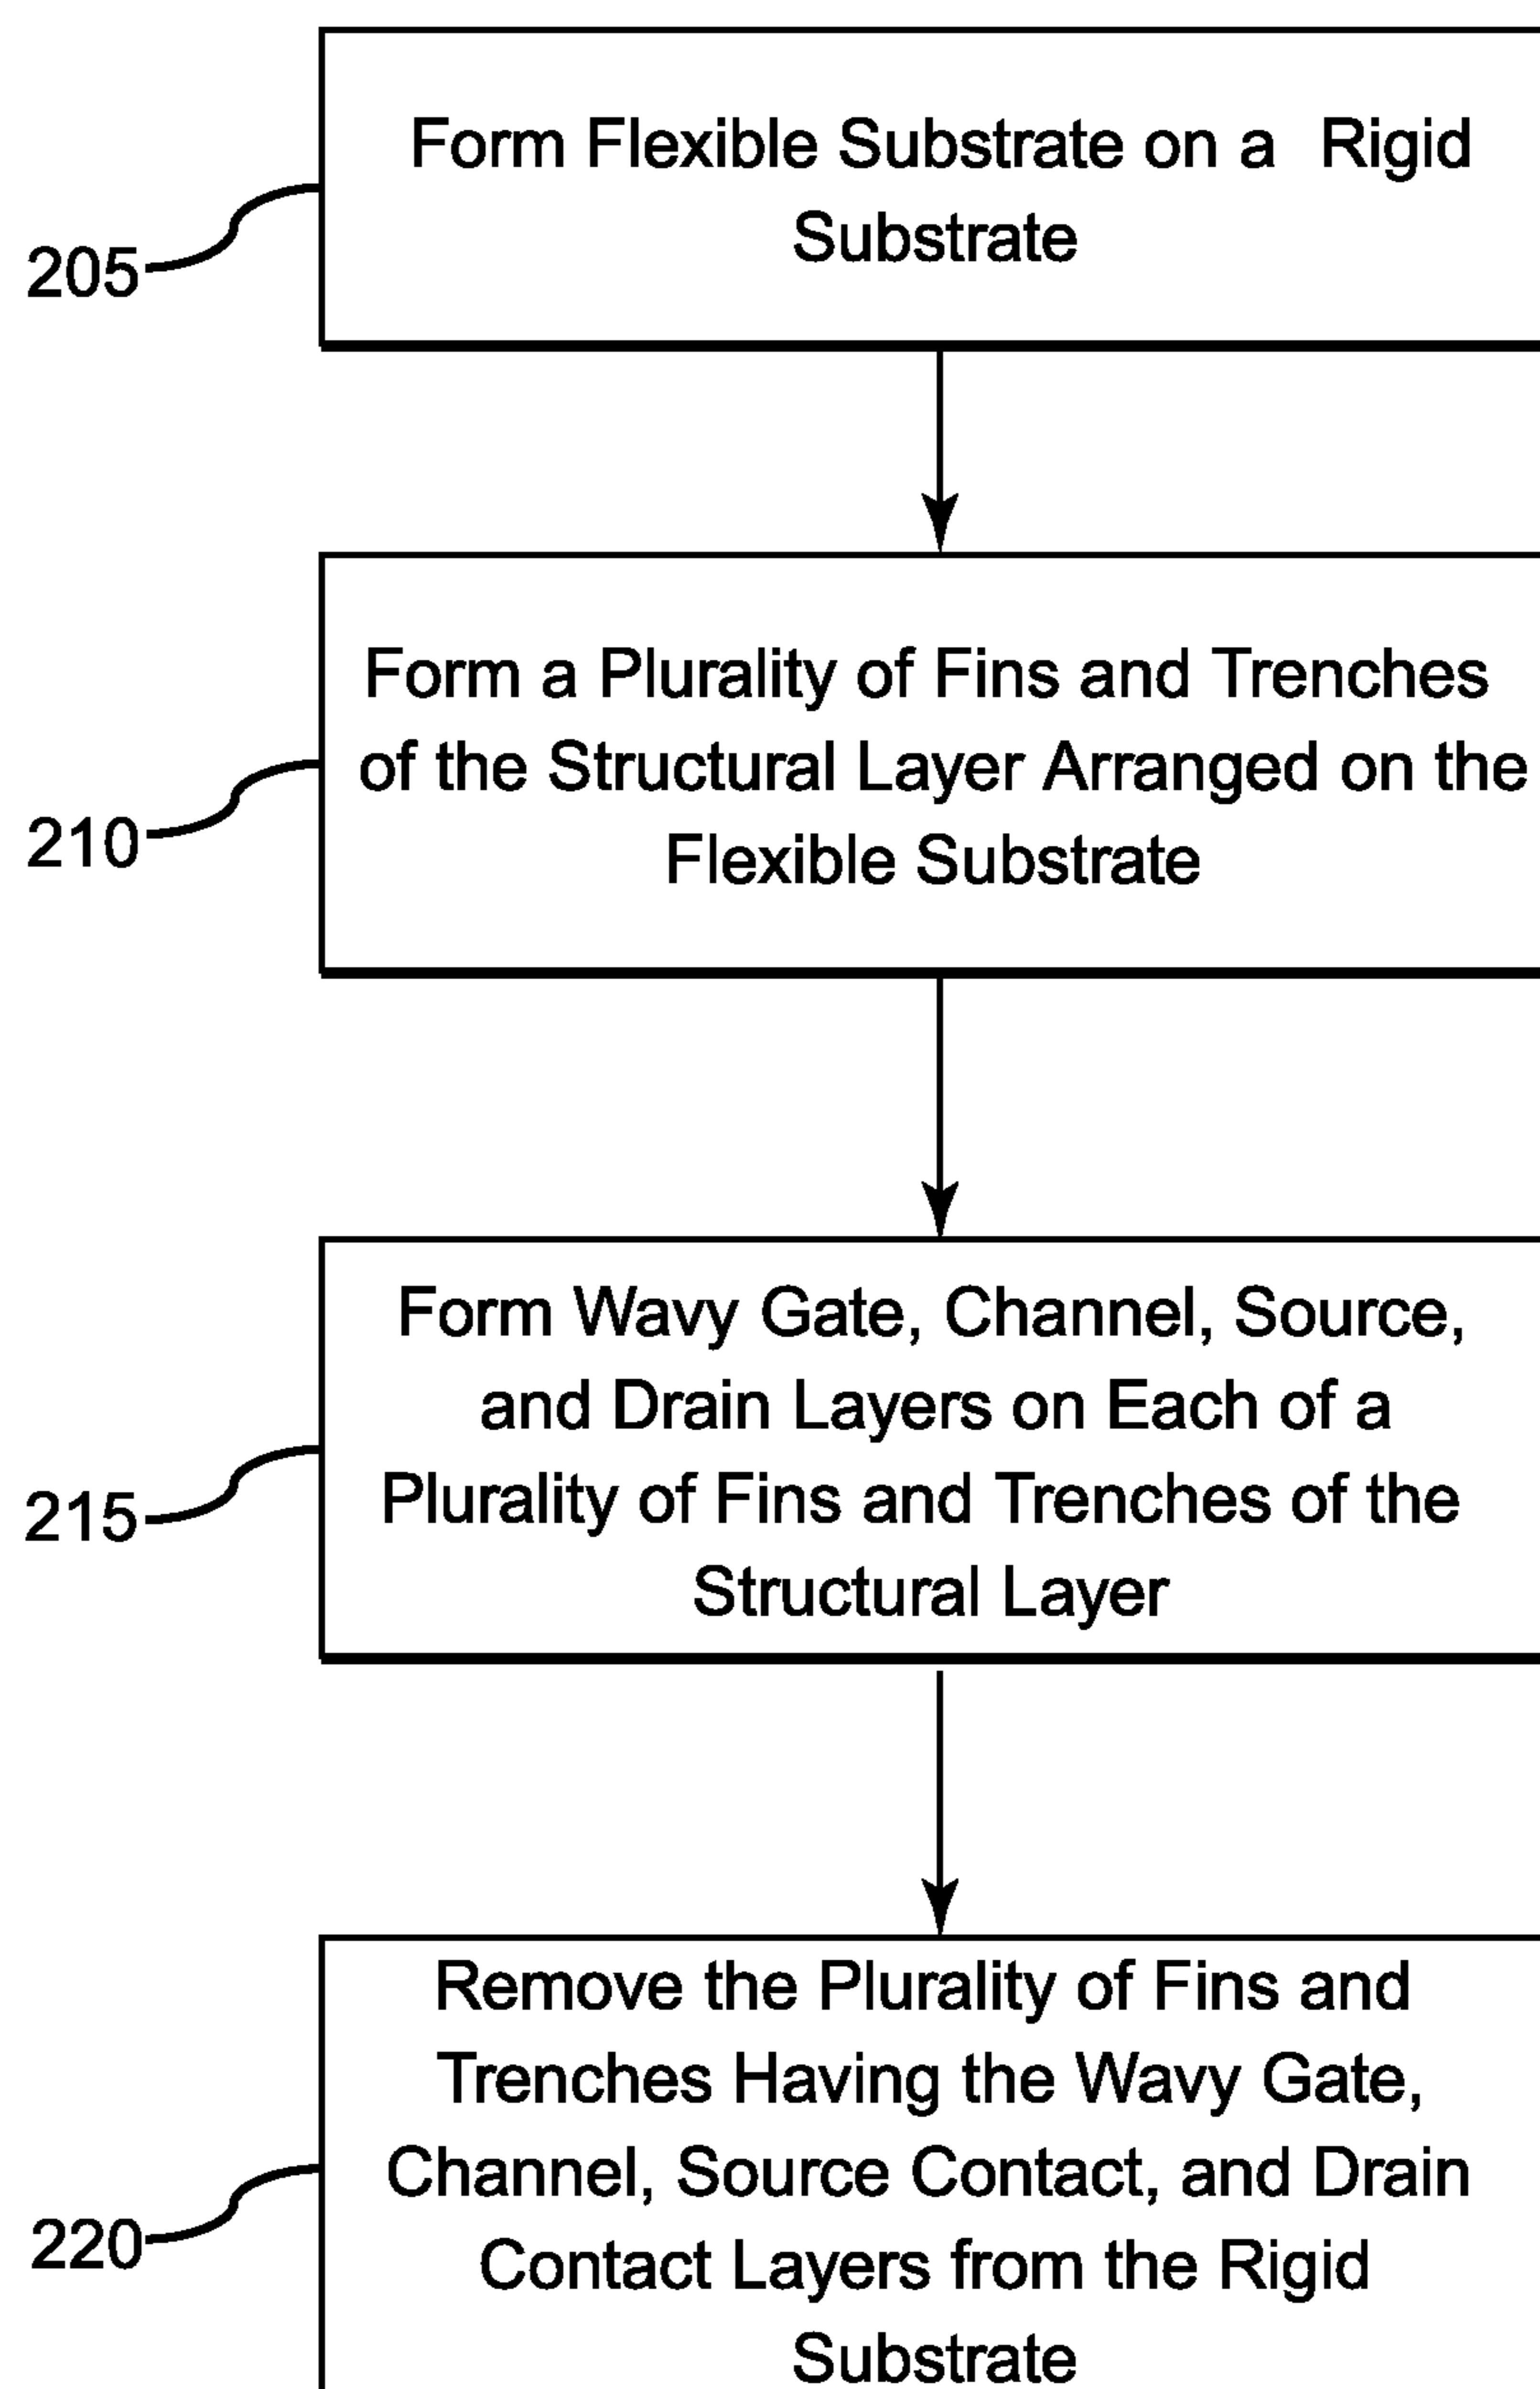 Form Flexible Substrate on a Rigid
Substrate
205
Form a Plurality of Fins and Trenches
of the Structural Layer Arranged on the
Flexible Substrate
210
Form Wavy Gate, Channel, Source,
and Drain Layers on Each of a
Plurality of Fins and Trenches of the
Structural Layer
215
Remove the Plurality of Fins and
Trenches Having the Wavy Gate,
Channel, Source Contact, and Drain
Contact Layers from the Rigid
Substrate
220